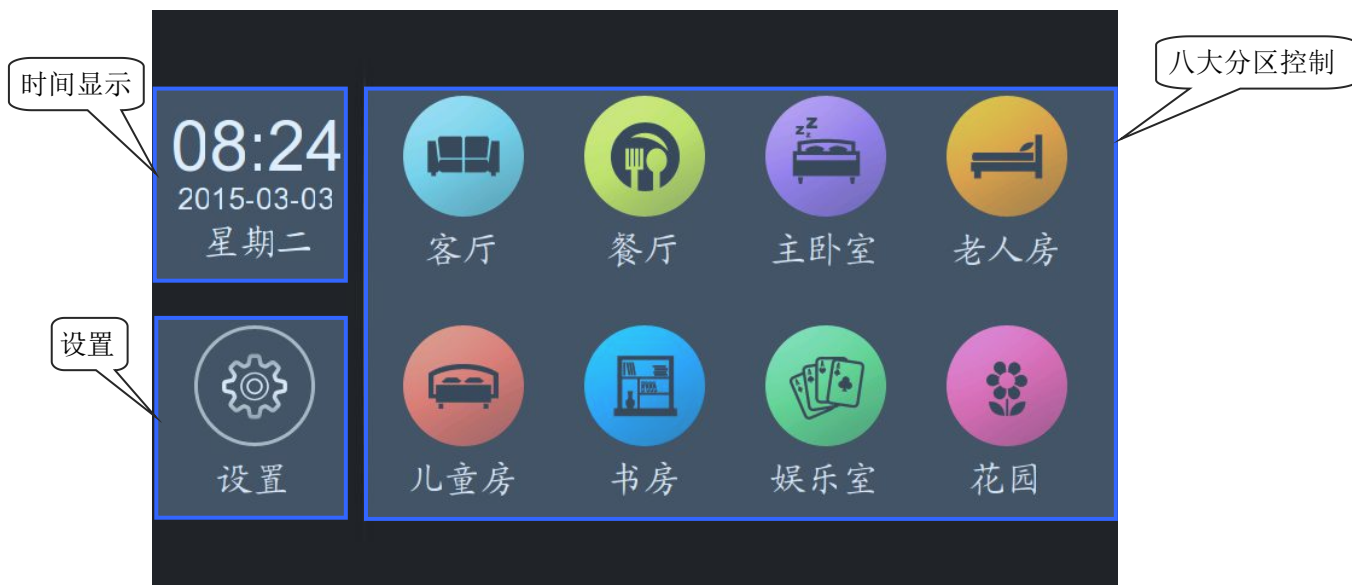 八大分区控制
时间显示
08:24
2015-03-03
星期二
客厅 餐厅 主卧室 老人房
设置
设置
儿童房 书房 娱乐室 花园